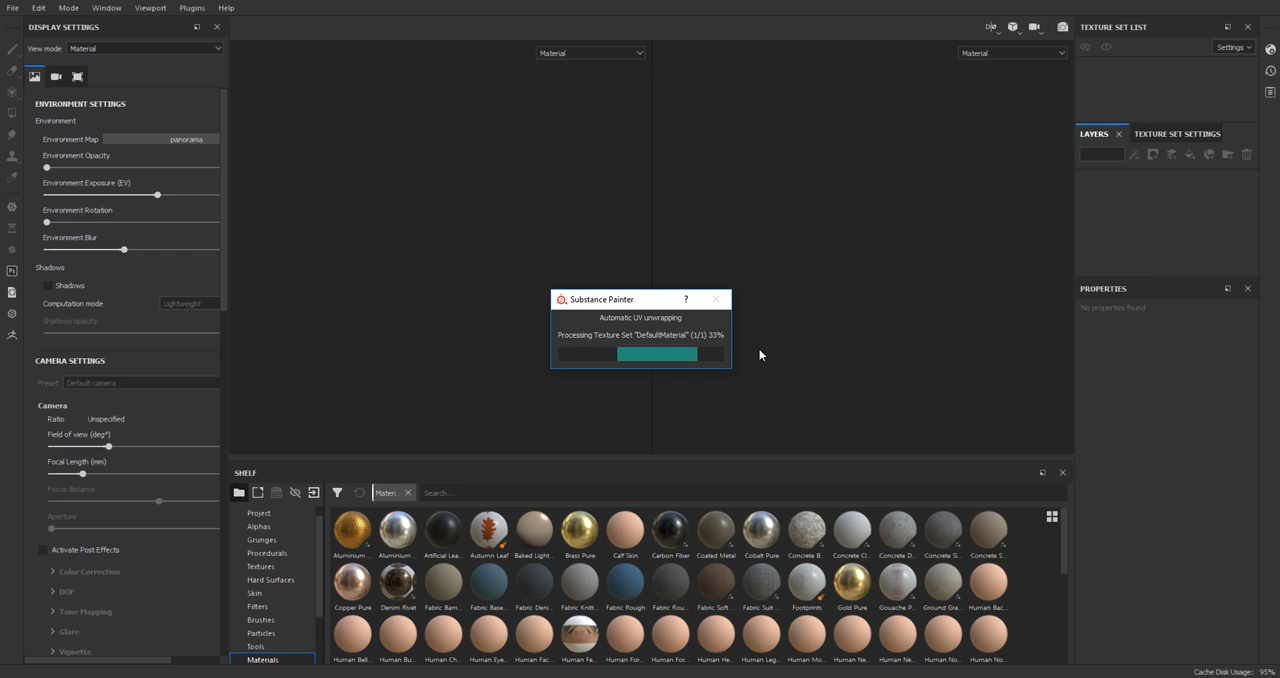 File Edit Mode Window Viewport Plugins Help
DISPLAY SETTINGS
View mode Material
ENVIRONMENT SETTINGS
Environment
Environment Map panorama
Environment Opacity
Environment Exposure (EV)
Environment Rotation
Environment Blur
Shadows
Shadows
Computation mode Lightweight
Shadows opacity
CAMERA SETTINGS
Preset Default camera
Camera
Ratio Unspecified
Field of view (deg°)
Focal Length (mm)
Focus distance
Aperture
Activate Post Effects
Color Correction
DOF
Tone Mapping
Glare
Vignette
Ps
Material
Material
Substance Painter ?
Automatic UV unwrapping
Processing Texture Set "DefaultMaterial" (1/1) 33%
SHELF
Materi... Search...
Project
Alphas
Grunges
Procedurals
Textures
Hard Surfaces
Skin
Filters
Brushes
Particles
Tools
Materials
Aluminium ... Aluminium ... Artificial Lea... Autumn Leaf Baked Light... Brass Pure Calf Skin Carbon Fiber Coated Metal Cobalt Pure Concrete B... Concrete Cl... Concrete D... Concrete Si... Concrete S...
Copper Pure Denim Rivet Fabric Bam... Fabric Base... Fabric Deni... Fabric Knitt... Fabric Rough Fabric Rou... Fabric Soft ... Fabric Suit ... Footprints Gold Pure Gouache P... Ground Gra... Human Bac...
Human Bell... Human Bu... Human Ch... Human Eye... Human Fac... Human Fe... Human For... Human For... Human He... Human Leg... Human Mo... Human Ne... Human Ne... Human No... Human No...
TEXTURE SET LIST
Settings
LAYERS TEXTURE SET SETTINGS
PROPERTIES
No properties found
Cache Disk Usage: 95%